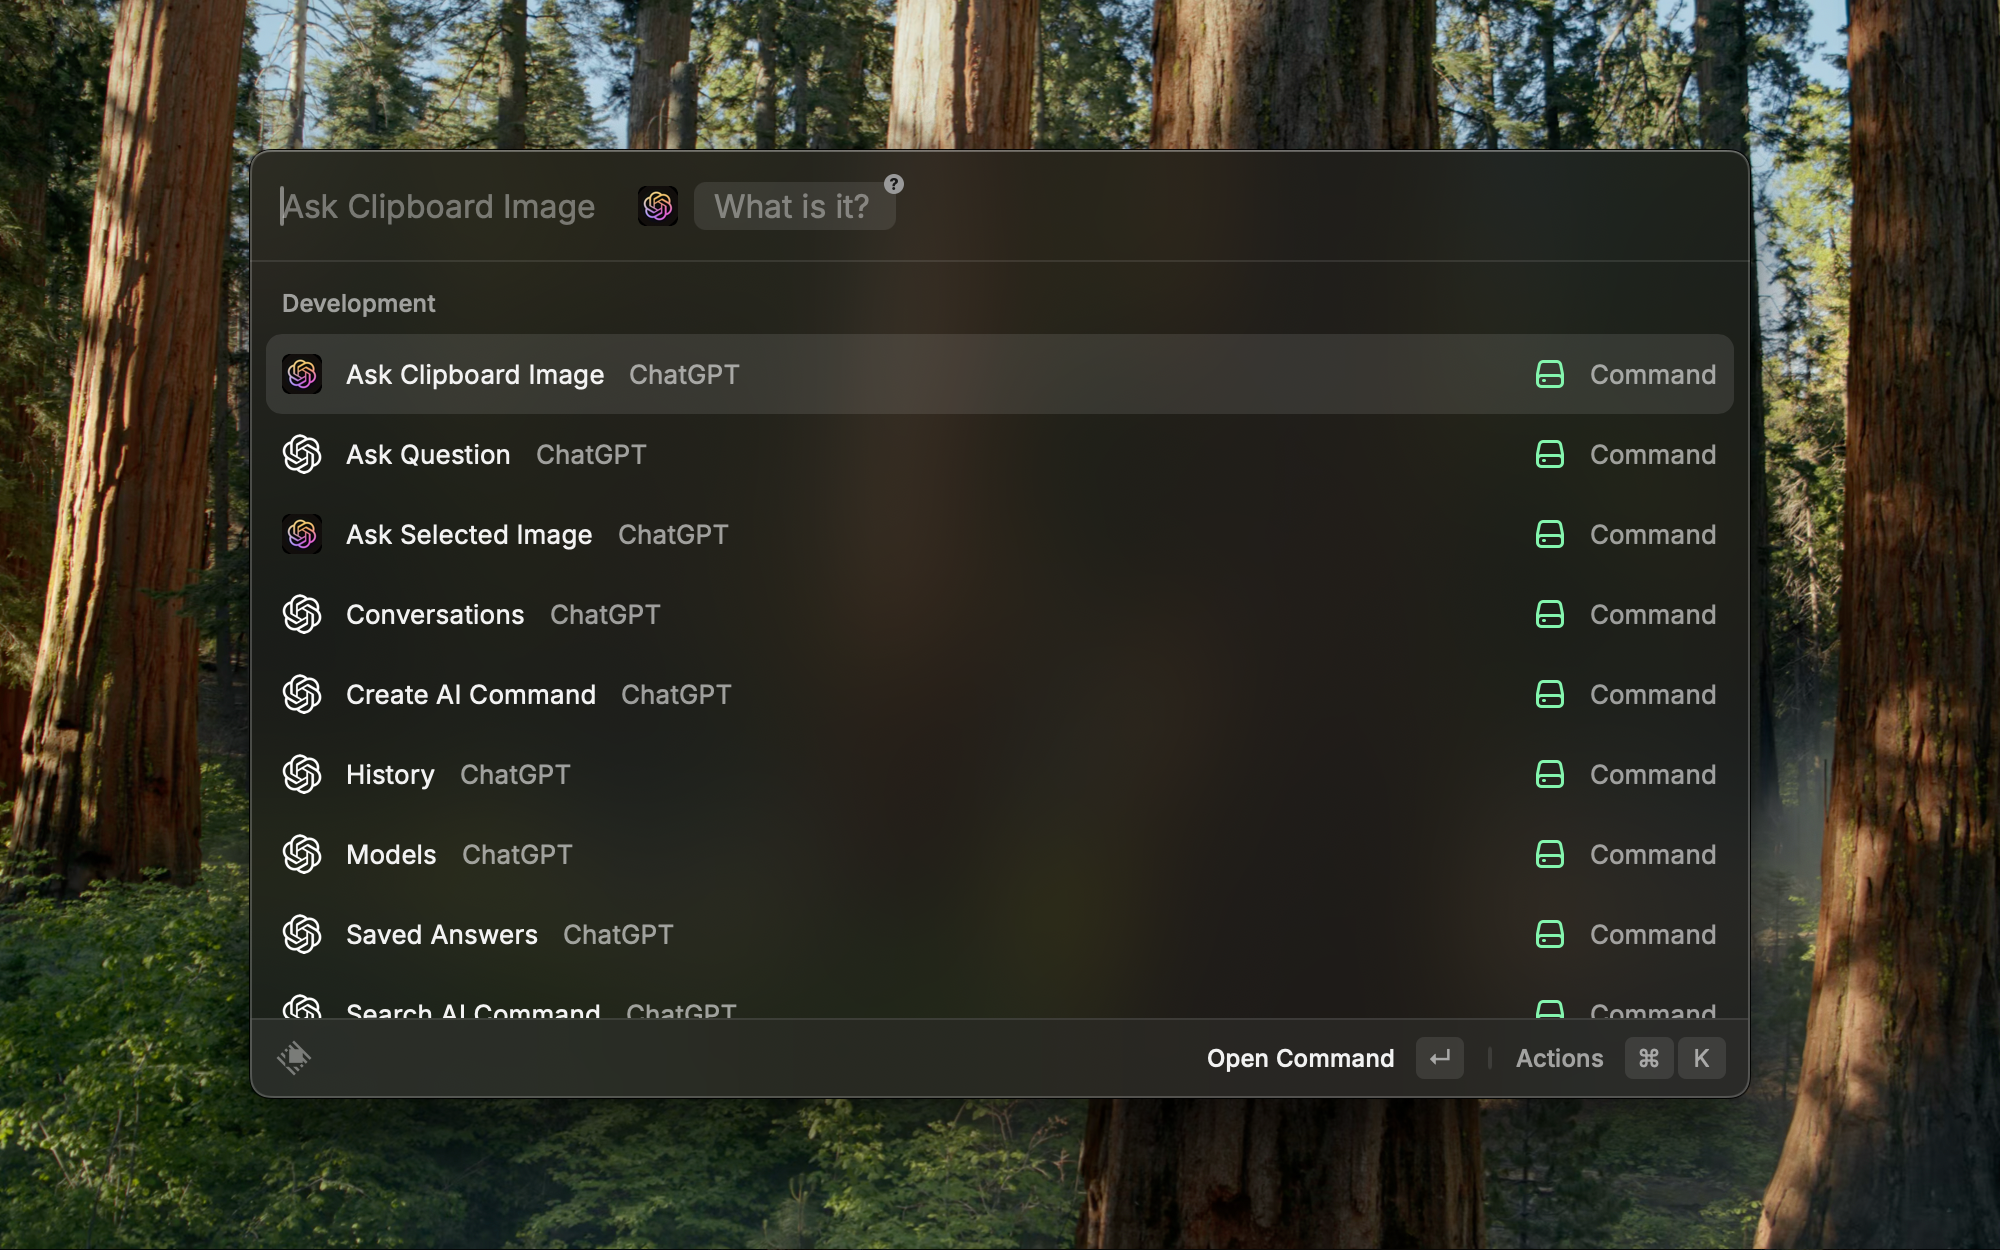 Ask Clipboard Image What is it? ?
Development
Ask Clipboard Image ChatGPT Command
Ask Question ChatGPT Command
Ask Selected Image ChatGPT Command
Conversations ChatGPT Command
Create AI Command ChatGPT Command
History ChatGPT Command
Models ChatGPT Command
Saved Answers ChatGPT Command
Search AI Command ChatGPT Command
Open Command ↵ Actions ⌘ K